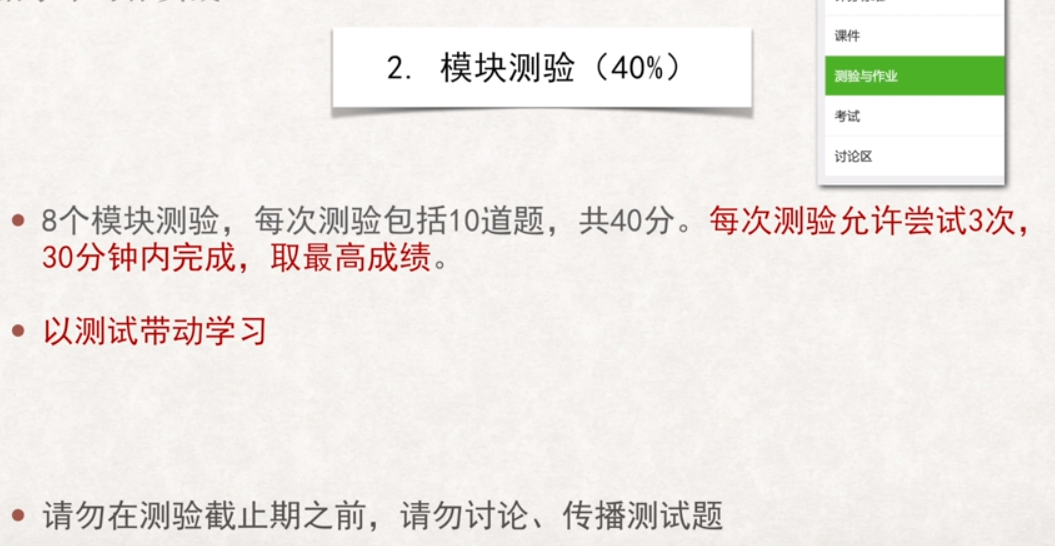 2. 模块测验（40%）
课件
测验与作业
考试
讨论区
8个模块测验，每次测验包括10道题，共40分。每次测验允许尝试3次，
30分钟内完成，取最高成绩。
以测试带动学习
请勿在测验截止期之前，请勿讨论、传播测试题